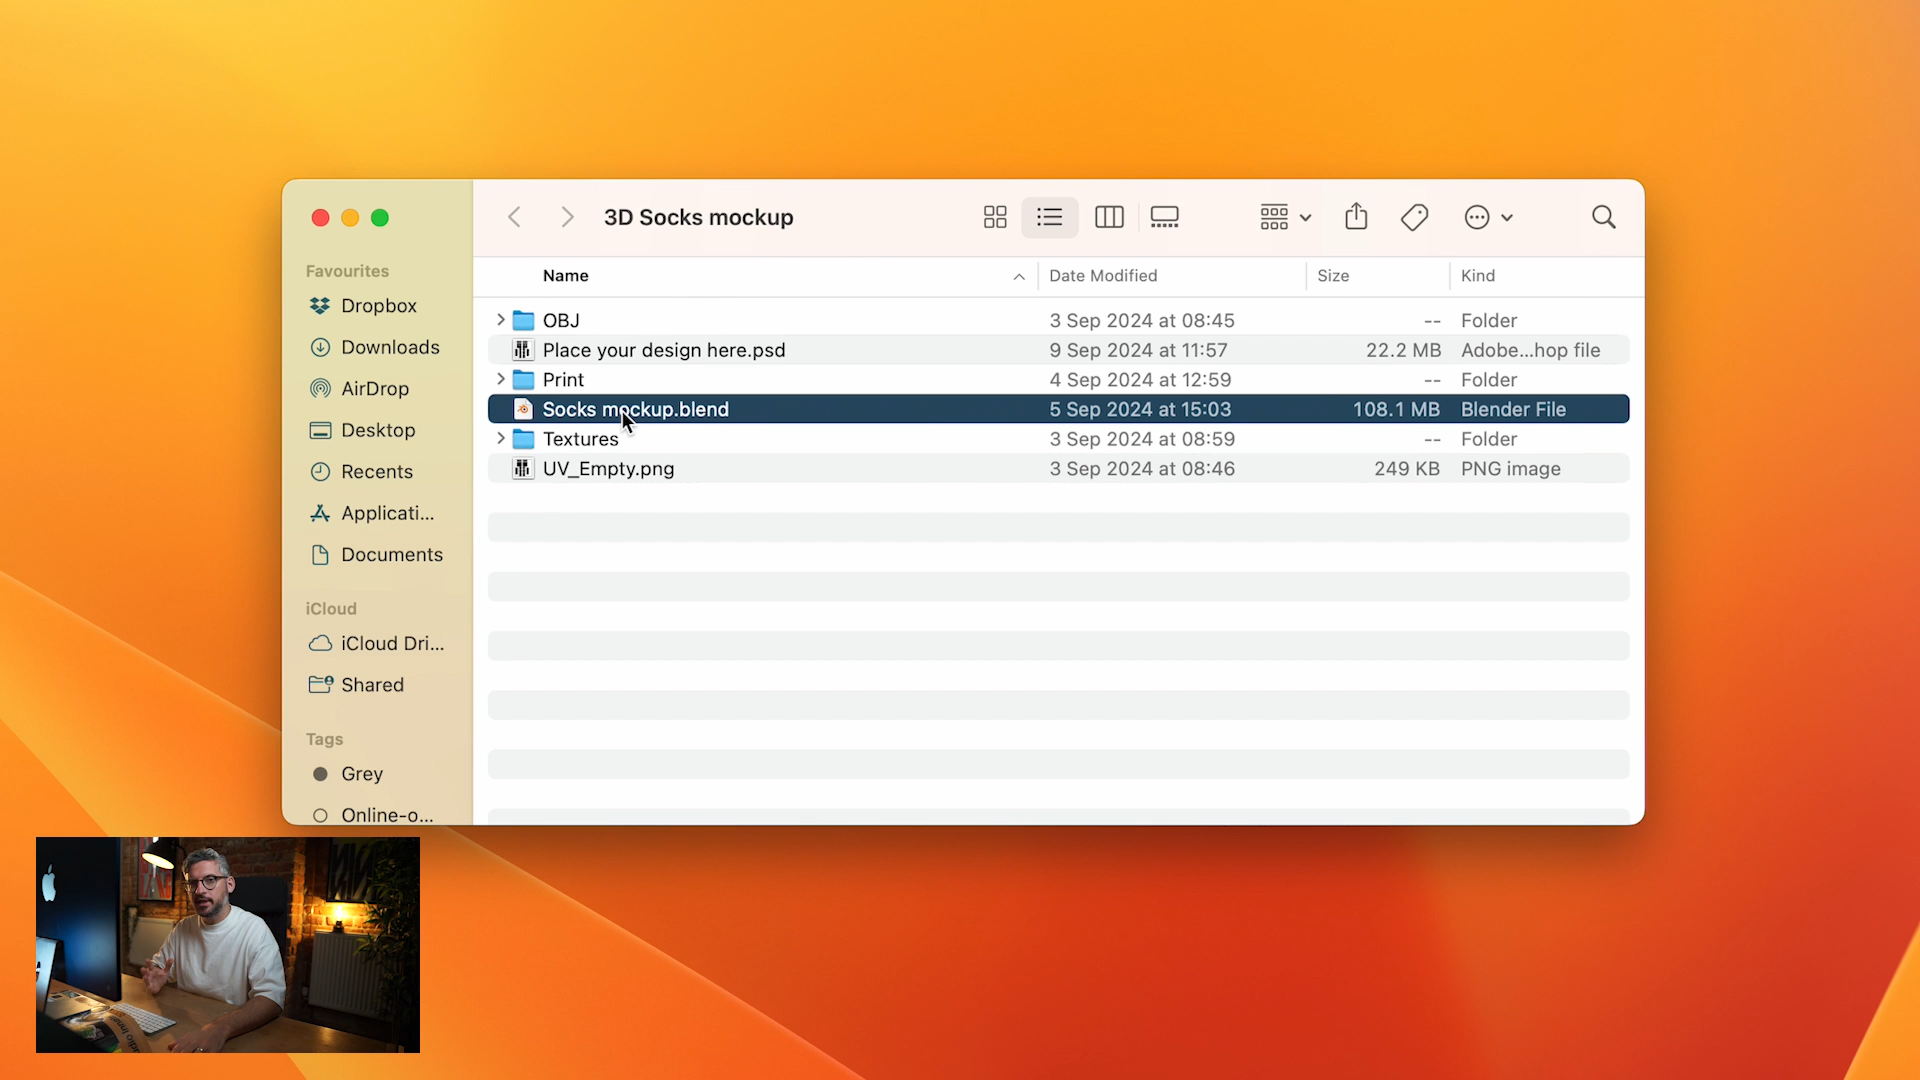 3D Socks mockup
Favourites
Dropbox
Downloads
AirDrop
Desktop
Recents
Applicati...
Documents
iCloud
iCloud Dri...
Shared
Tags
Grey
Online-o...
Name Date Modified Size Kind
OBJ 3 Sep 2024 at 08:45 -- Folder
Place your design here.psd 9 Sep 2024 at 11:57 22.2 MB Adobe...hop file
Print 4 Sep 2024 at 12:59 -- Folder
Socks mockup.blend 5 Sep 2024 at 15:03 108.1 MB Blender File
Textures 3 Sep 2024 at 08:59 -- Folder
UV_Empty.png 3 Sep 2024 at 08:46 249 KB PNG image